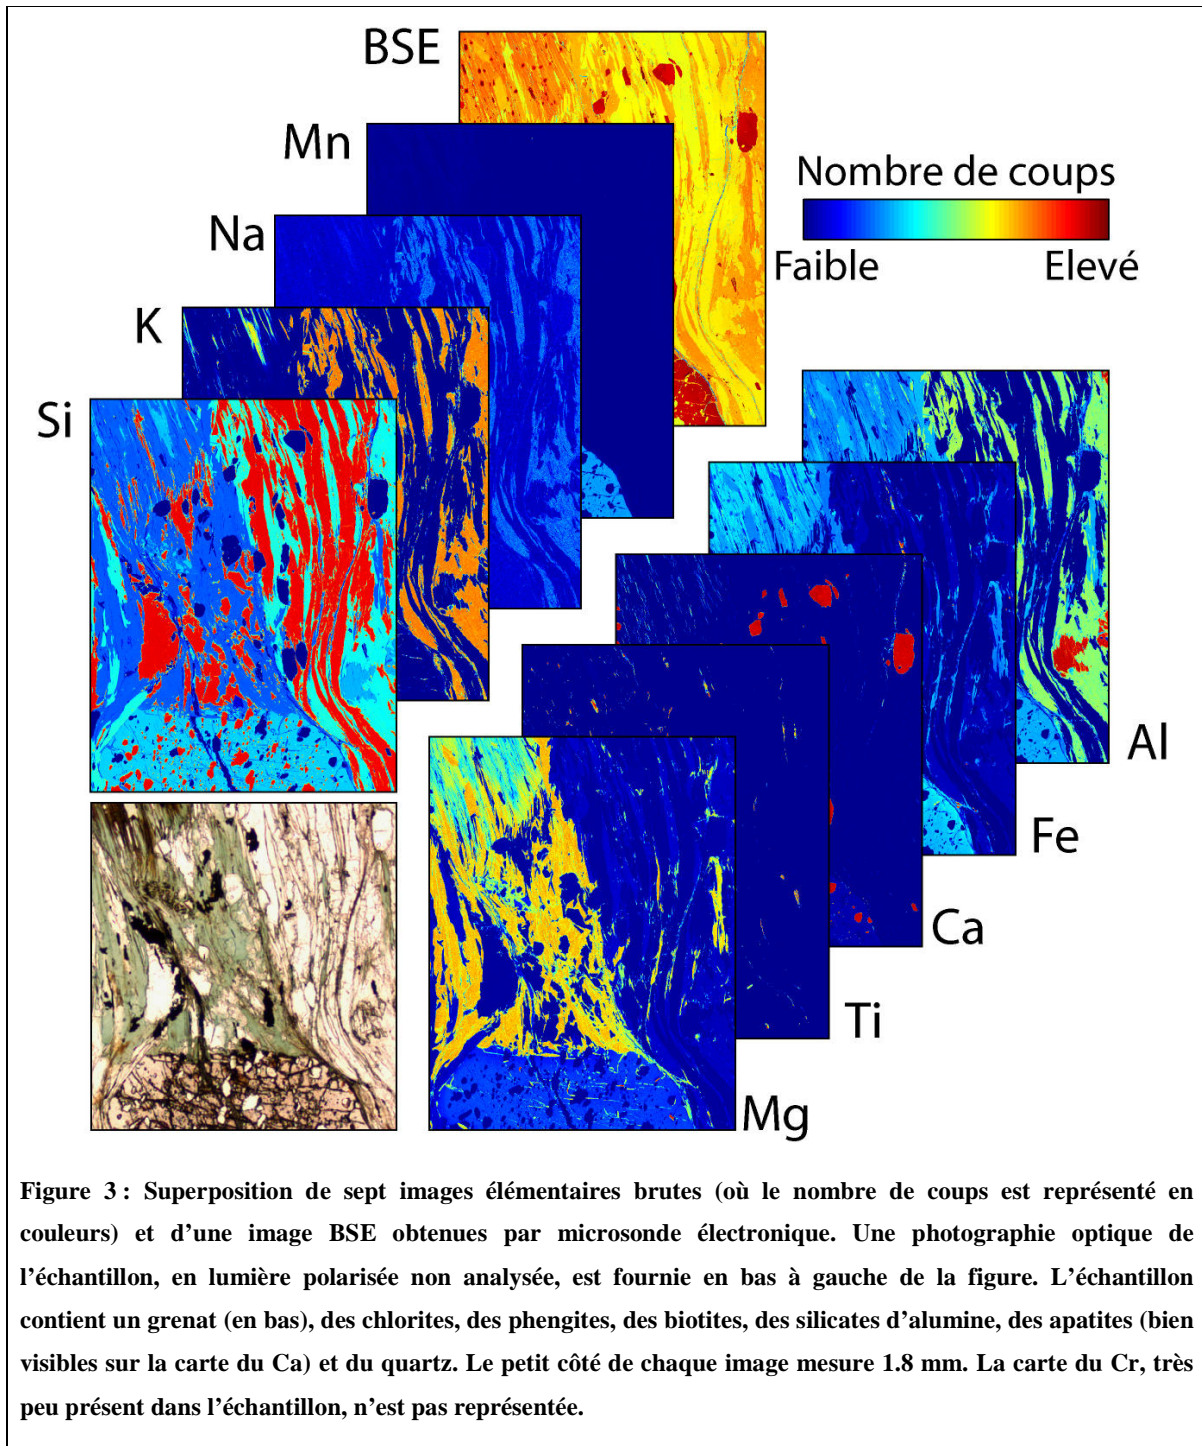 BSE
Mn
Na
K
Si
Nombre de coups
Faible
Elevé
Al
Fe
Ca
Ti
Mg
Figure 3 : Superposition de sept images élémentaires brutes (où le nombre de coups est représenté en
couleurs) et d’une image BSE obtenues par microsonde électronique. Une photographie optique de
l’échantillon, en lumière polarisée non analysée, est fournie en bas à gauche de la figure. L’échantillon
contient un grenat (en bas), des chlorites, des phengites, des biotites, des silicates d’alumine, des apatites (bien
visibles sur la carte du Ca) et du quartz. Le petit côté de chaque image mesure 1.8 mm. La carte du Cr, très
peu présent dans l’échantillon, n’est pas représentée.